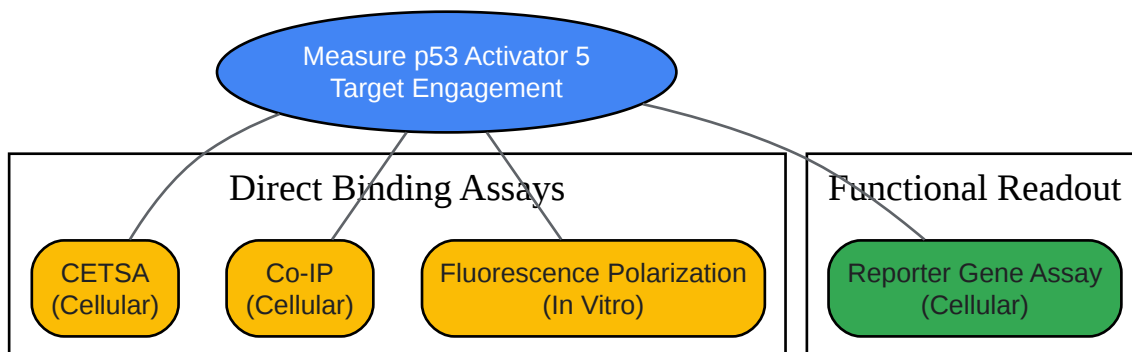 Measure p53 Activator 5
Target Engagement
Direct Binding Assays
Functional Readout
CETSA
(Cellular)
Co-IP
(Cellular)
Fluorescence Polarization
(In Vitro)
Reporter Gene Assay
(Cellular)